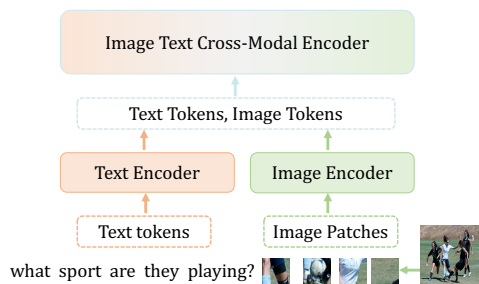 Image Text Cross-Modal Encoder
Text Tokens, Image Tokens
Text Encoder
Image Encoder
Text tokens
Image Patches
what sport are they playing?